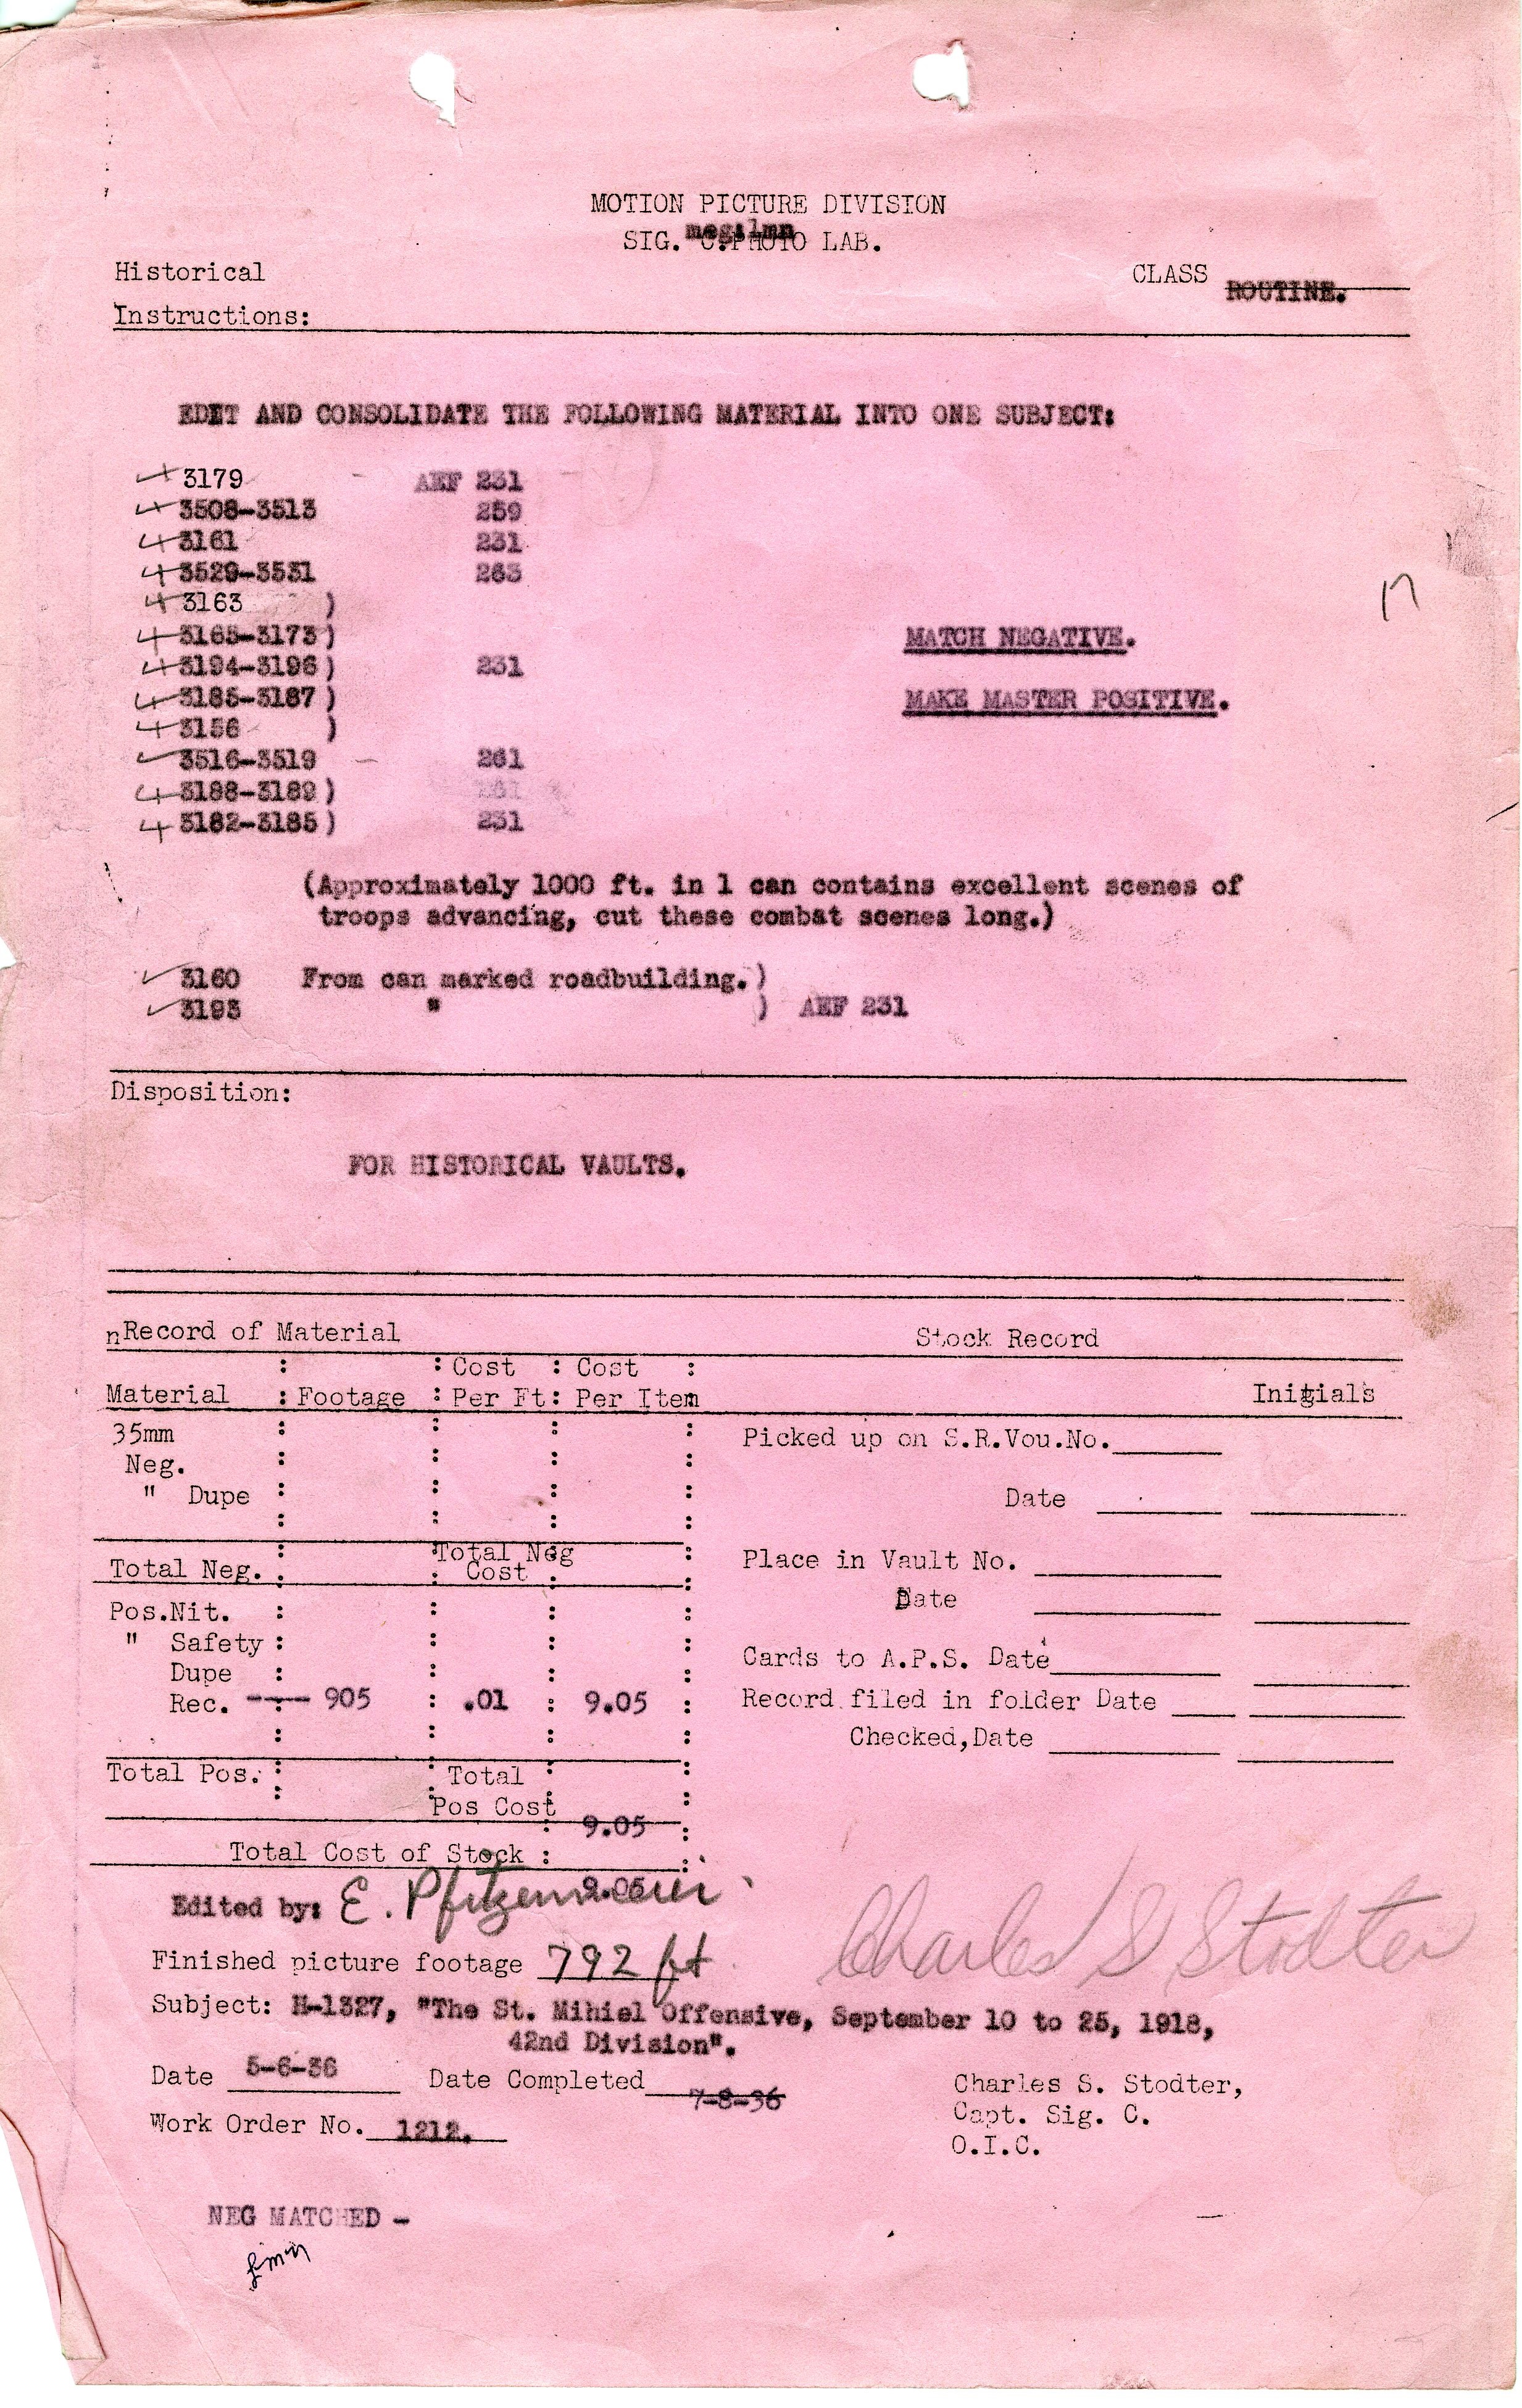 MOTION PICTURE DIVISION
SIG. C. PHOTO LAB.
Historical CLASS ROUTINE.
Instructions:
EDIT AND CONSOLIDATE THE FOLLOWING MATERIAL INTO ONE SUBJECT:
3179 AEF 231
3508-3513 259
3161 231
3529-3531 263
3163 )
3165-3173 )
3194-3196 ) 231
3185-3187 )
3156 )
3516-3519 261
3188-3189 )
3182-3185 ) 231
MATCH NEGATIVE.
MAKE MASTER POSITIVE.
(Approximately 1000 ft. in 1 can contains excellent scenes of
troops advancing, cut these combat scenes long.)
3160 From can marked roadbuilding. )
3193 " ) AEF 231
Disposition:
FOR HISTORICAL VAULTS.
nRecord of Material Stock Record
: : Cost : Cost :
Material : Footage : Per Ft: Per Item Initials
35mm
Neg.
" Dupe
Total Neg. : Total Neg
Cost
Pos.Nit.
" Safety
Dupe
Rec. ---- 905 : .01 : 9.05 :
Total Pos. : Total
Pos Cost
9.05
Total Cost of Stock :
9.05
Picked up on S.R.Vou.No.
Date
Place in Vault No.
Date
Cards to A.P.S. Date
Record filed in folder Date
Checked,Date
Edited by: E. Pfitzenmeier
Charles S Stodter
Finished picture footage 792 ft
Subject: H-1327, "The St. Mihiel Offensive, September 10 to 25, 1918,
42nd Division".
Date 5-6-36 Date Completed 7-8-36
Work Order No. 1212.
Charles S. Stodter,
Capt. Sig. C.
O.I.C.
NEG MATCHED -